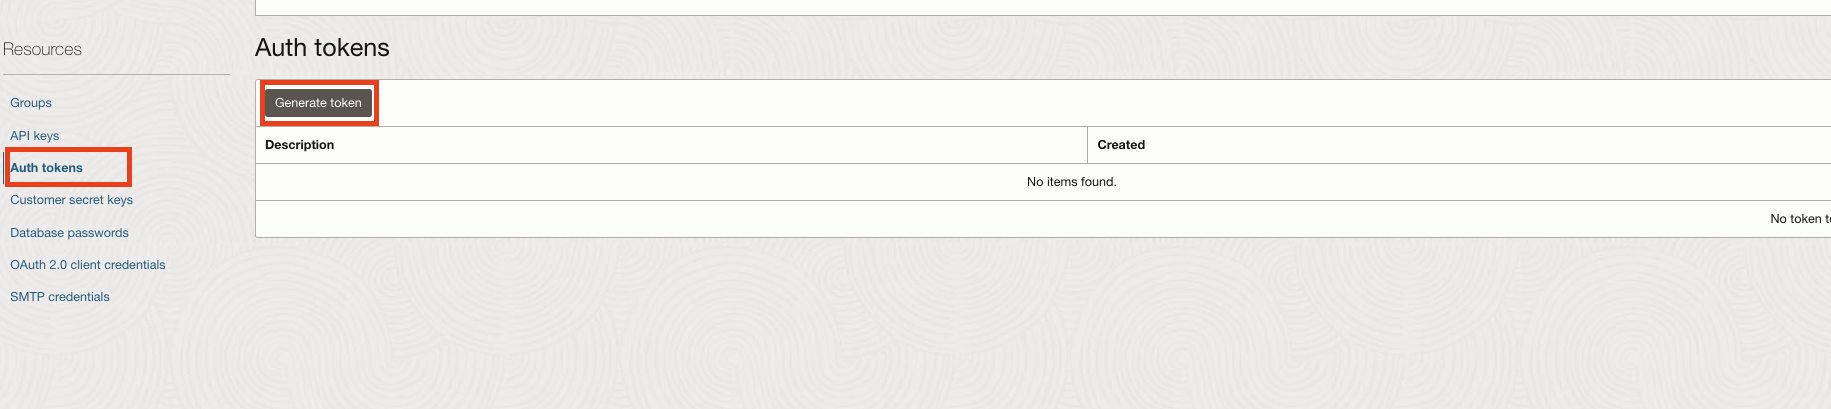 Resources
Groups
API keys
Auth tokens
Customer secret keys
Database passwords
OAuth 2.0 client credentials
SMTP credentials
Auth tokens
Generate token
Description Created
No items found.
No token